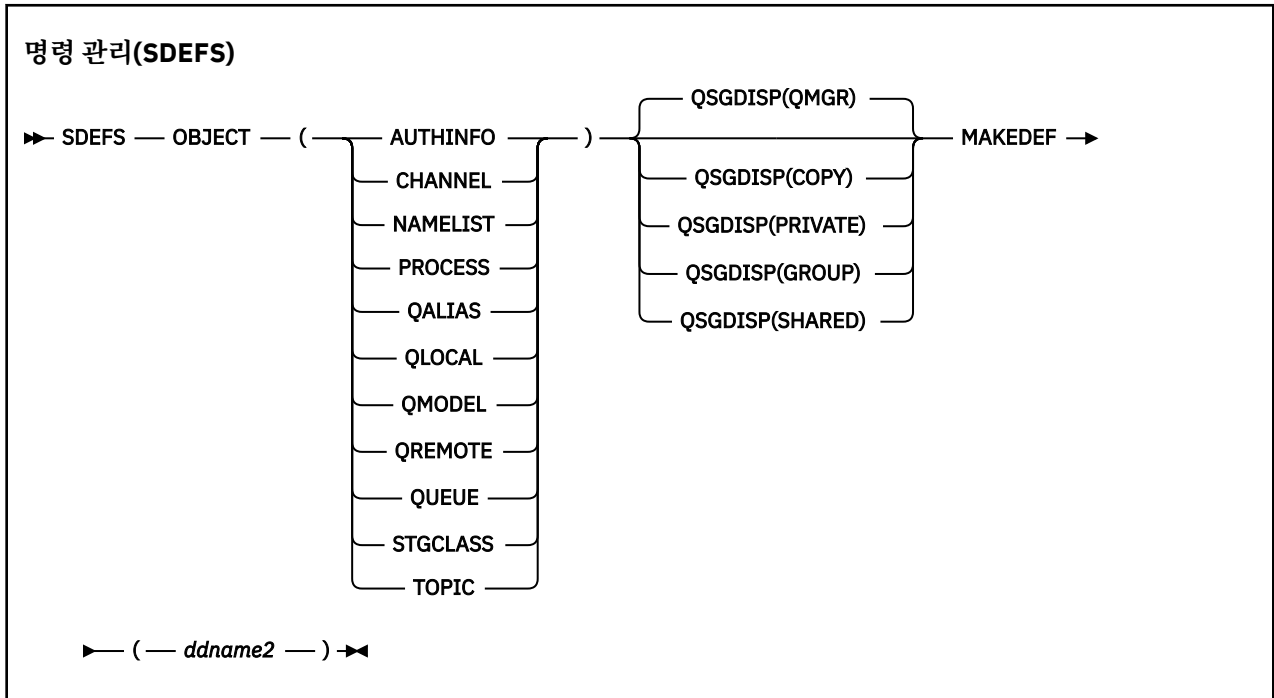 명령 관리(SDEFS)
QSGDISP(QMGR)
SDEFS OBJECT ( AUTHINFO ) MAKEDEF
CHANNEL QSGDISP(COPY)
NAMELIST QSGDISP(PRIVATE)
PROCESS QSGDISP(GROUP)
QALIAS QSGDISP(SHARED)
QLOCAL
QMODEL
QREMOTE
QUEUE
STGCLASS
TOPIC
( ddname2 )